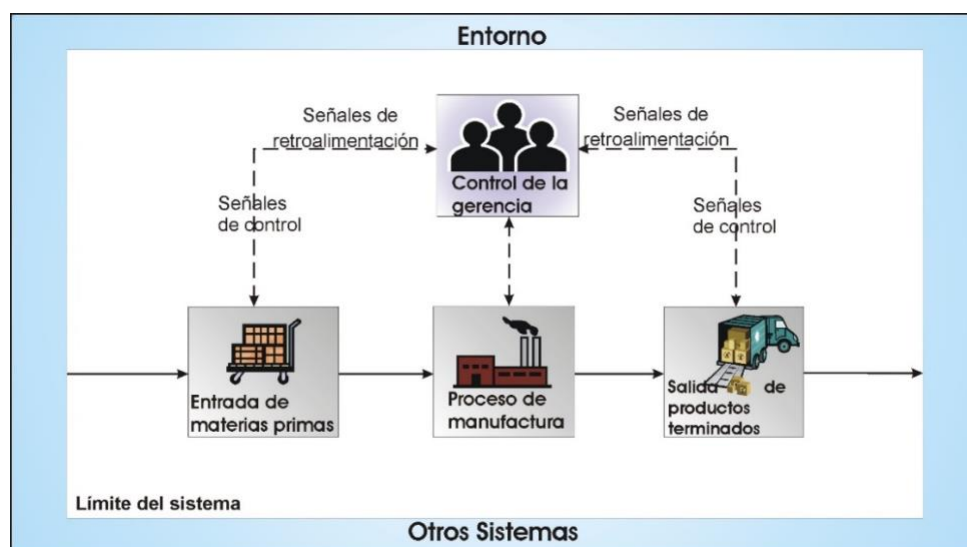 Entorno
Señales de
retroalimentación
Señales de
retroalimentación
Control de la
gerencia
Señales
de control
Señales
de control
Entrada de
materias primas
Proceso de
manufactura
Salida de
productos
terminados
Límite del sistema
Otros Sistemas